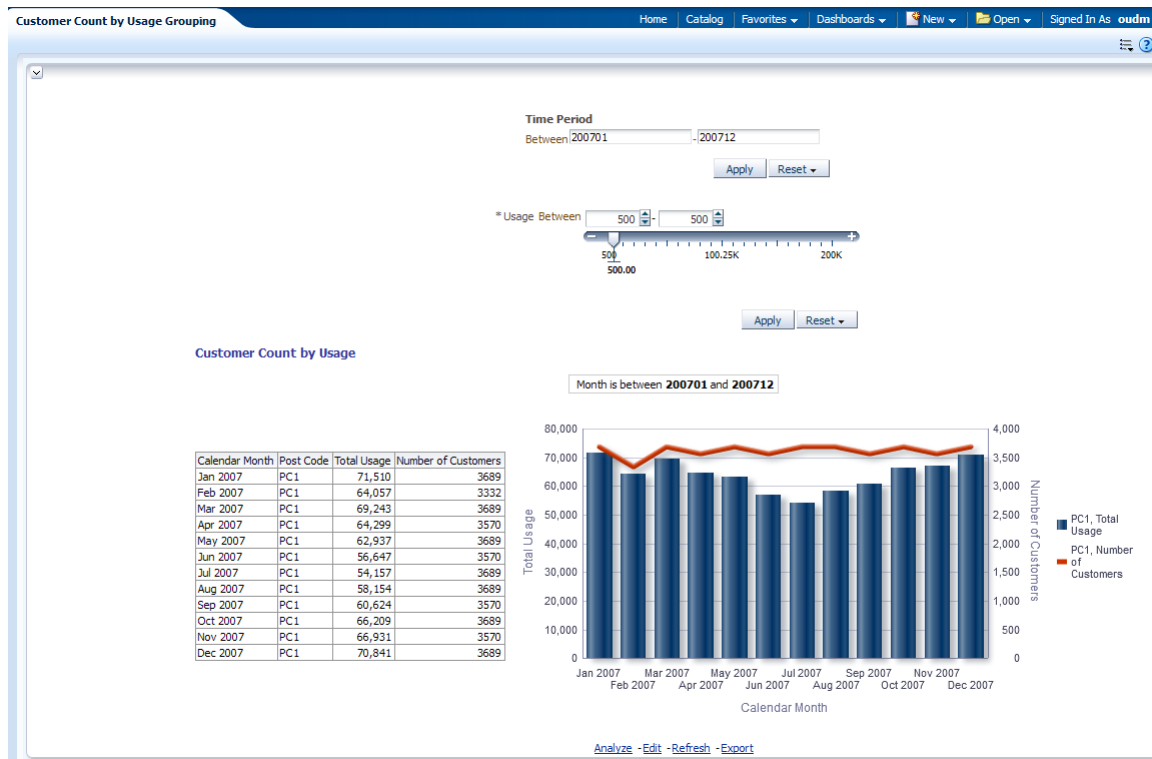 Customer Count by Usage Grouping
Home Catalog Favorites Dashboards New Open Signed In As oudm
Time Period
Between 200701 - 200712
Apply Reset
* Usage Between 500 - 500
500 100.25K 200K
500.00
Apply Reset
Customer Count by Usage
Month is between 200701 and 200712
Calendar Month Post Code Total Usage Number of Customers
Jan 2007 PC1 71,510 3689
Feb 2007 PC1 64,057 3332
Mar 2007 PC1 69,243 3689
Apr 2007 PC1 64,299 3570
May 2007 PC1 62,937 3689
Jun 2007 PC1 56,647 3570
Jul 2007 PC1 54,157 3689
Aug 2007 PC1 58,154 3689
Sep 2007 PC1 60,624 3570
Oct 2007 PC1 66,209 3689
Nov 2007 PC1 66,931 3570
Dec 2007 PC1 70,841 3689
Total Usage
80,000
70,000
60,000
50,000
40,000
30,000
20,000
10,000
0
4,000
3,500
3,000
2,500
2,000
1,500
1,000
500
0
Number of Customers
Jan 2007 Mar 2007 May 2007 Jul 2007 Sep 2007 Nov 2007
Feb 2007 Apr 2007 Jun 2007 Aug 2007 Oct 2007 Dec 2007
Calendar Month
PC1, Total
Usage
PC1, Number
of
Customers
Analyze - Edit - Refresh - Export